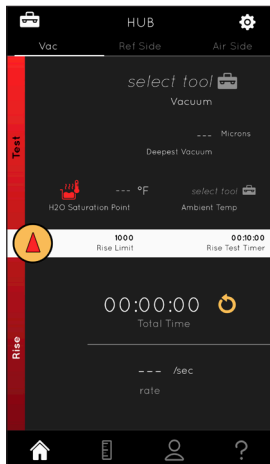 HUB
Vac Ref Side Air Side
select tool
Vacuum
--- Microns
Deepest Vacuum
Test
--- °F select tool
H2O Saturation Point Ambient Temp
1000 00:10:00
Rise Limit Rise Test Timer
00:00:00
Total Time
Rise
--- /sec
rate
?